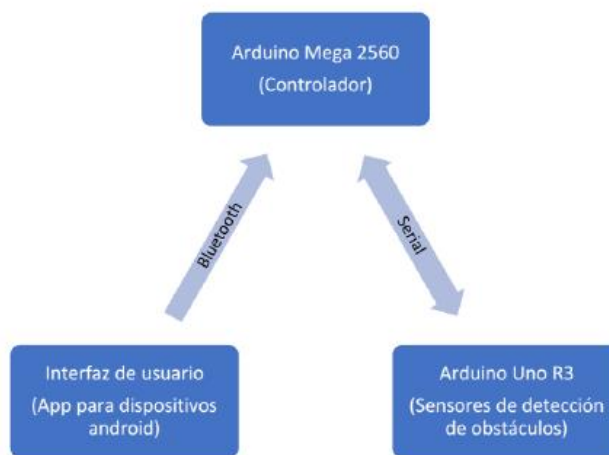 Arduino Mega 2560
(Controlador)
Bluetooth
Serial
Interfaz de usuario
(App para dispositivos
android)
Arduino Uno R3
(Sensores de detección
de obstáculos)